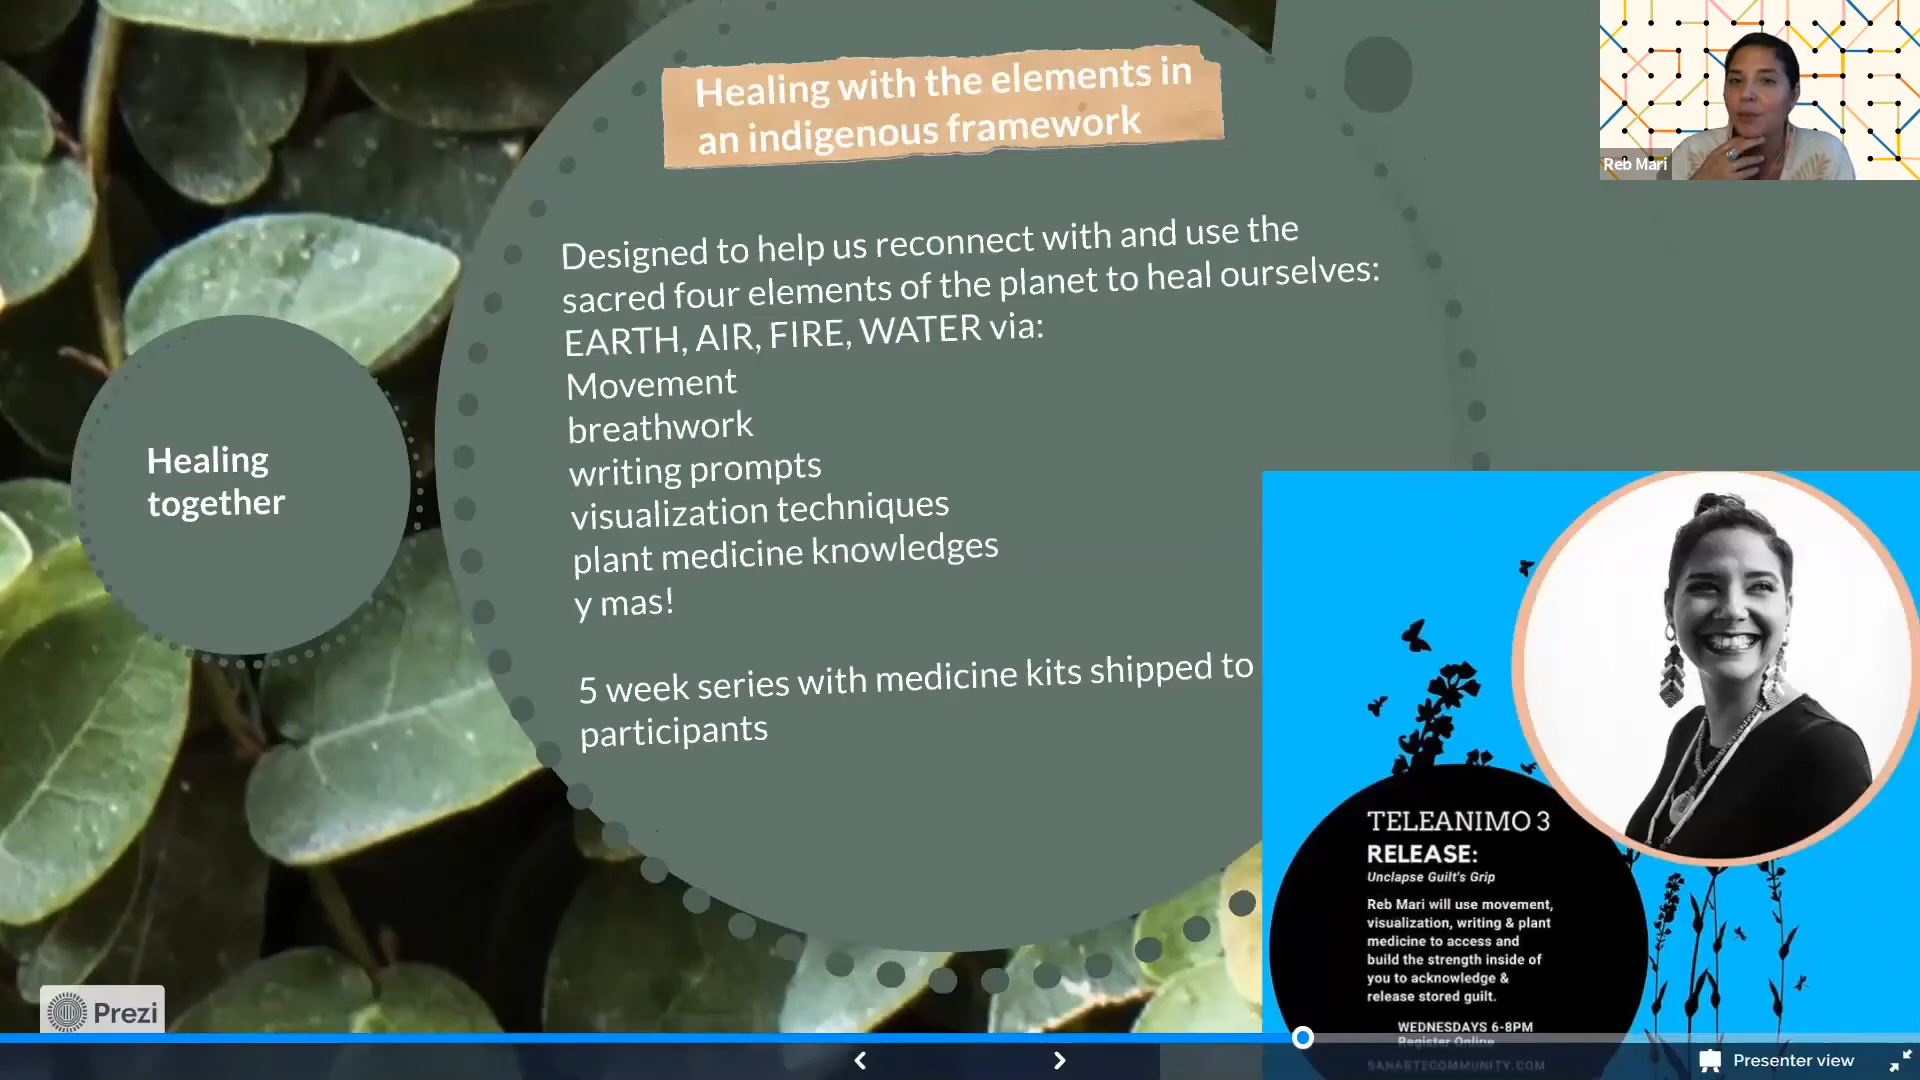 Healing with the elements in
an indigenous framework
Reb Mari
Designed to help us reconnect with and use the
sacred four elements of the planet to heal ourselves:
EARTH, AIR, FIRE, WATER via:
Movement
breathwork
writing prompts
visualization techniques
plant medicine knowledges
y mas!
5 week series with medicine kits shipped to
participants
Healing
together
TELEANIMO 3
RELEASE:
Unclapse Guilt's Grip
Reb Mari will use movement,
visualization, writing & plant
medicine to access and
build the strength inside of
you to acknowledge &
release stored guilt.
WEDNESDAYS 6-8PM
Register Online
SANARTECOMMUNITY.COM
Prezi
Presenter view